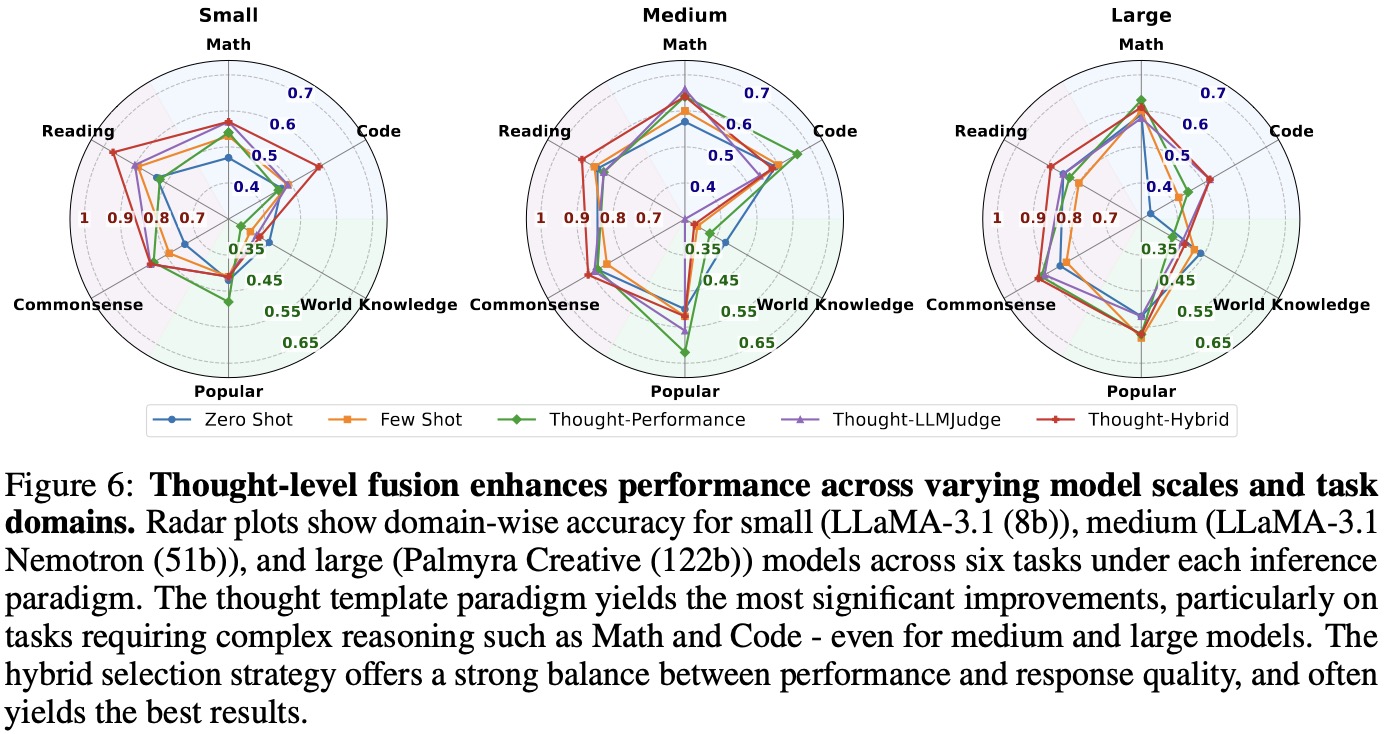 Small
Medium
Large
Math
Math
Math
0.7
0.7
0.7
0.6
0.6
0.6
Reading
Code
Reading
Code
Reading
Code
0.5
0.5
0.5
0.4
0.4
0.4
1 0.9 0.8 0.7
1 0.9 0.8 0.7
1 0.9 0.8 0.7
0.35
0.35
0.35
0.45
0.45
0.45
Commonsense
World Knowledge
Commonsense
World Knowledge
Commonsense
World Knowledge
0.55
0.55
0.55
0.65
0.65
0.65
Popular
Popular
Popular
Zero Shot Few Shot Thought-Performance Thought-LLMJudge Thought-Hybrid
Figure 6: Thought-level fusion enhances performance across varying model scales and task
domains. Radar plots show domain-wise accuracy for small (LLaMA-3.1 (8b)), medium (LLaMA-3.1
Nemotron (51b)), and large (Palmyra Creative (122b)) models across six tasks under each inference
paradigm. The thought template paradigm yields the most significant improvements, particularly on
tasks requiring complex reasoning such as Math and Code - even for medium and large models. The
hybrid selection strategy offers a strong balance between performance and response quality, and often
yields the best results.